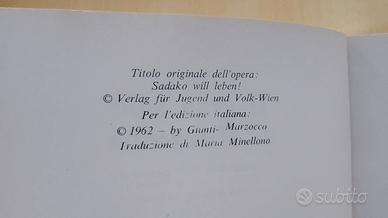 Titolo originale dell'opera:
Sadako will leben!
© Verlag für Jugend und Volk-Wien
Per l'edizione italiana:
© 1962 – by Giunti- Marzocco
Traduzione di Maria Minellono
subito